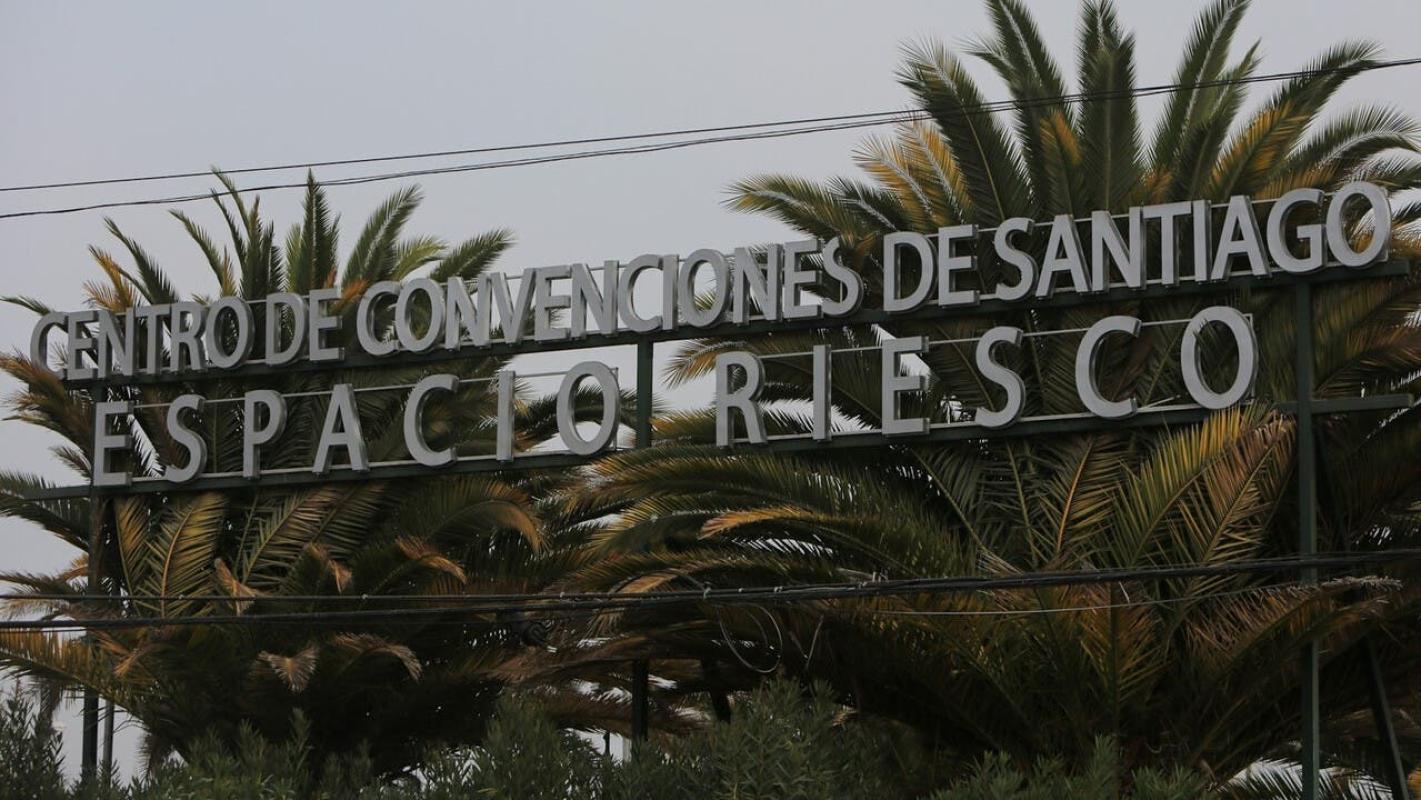 CENTRO DE CONVENCIONES DE SANTIAGO
ESPACIO RIESCO